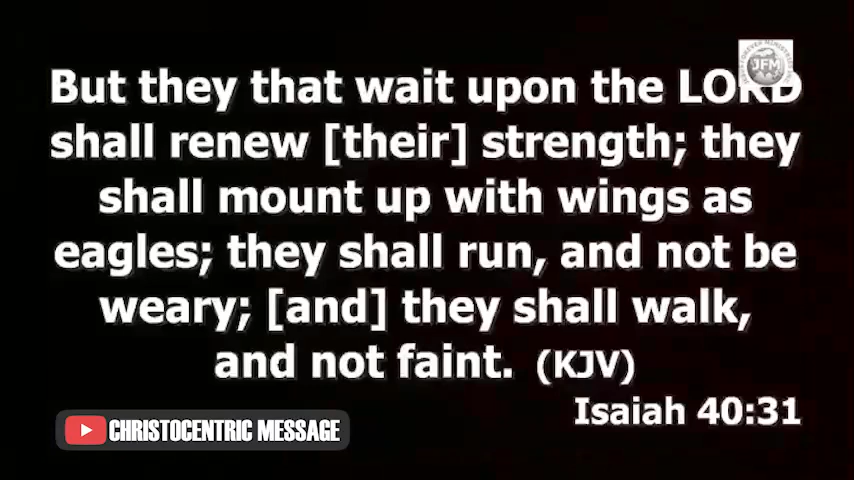 But they that wait upon the LORD
shall renew [their] strength; they
shall mount up with wings as
eagles; they shall run, and not be
weary; [and] they shall walk,
and not faint. (KJV)
Isaiah 40:31
CHRISTOCENTRIC MESSAGE
JFM